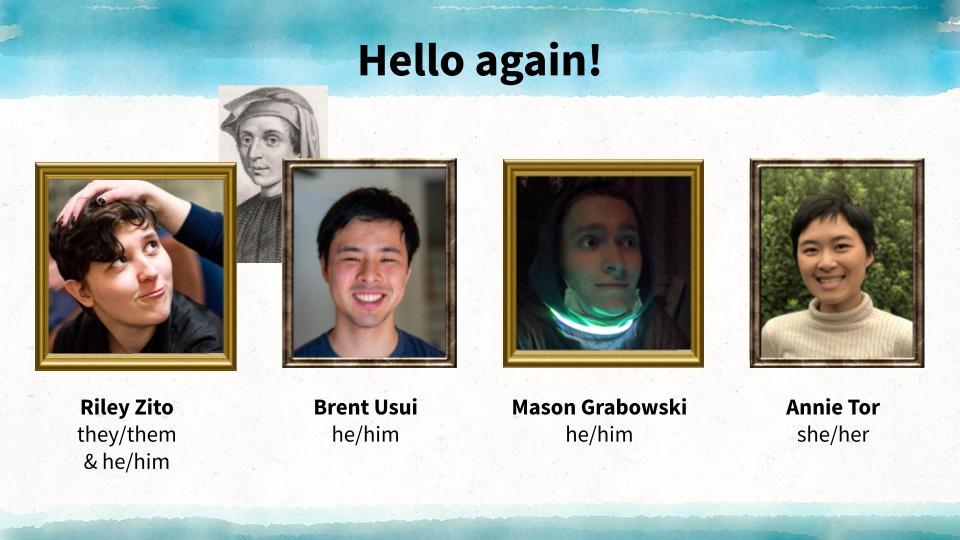 Hello again!
Riley Zito
they/them
& he/him
Brent Usui
he/him
Mason Grabowski
he/him
Annie Tor
she/her